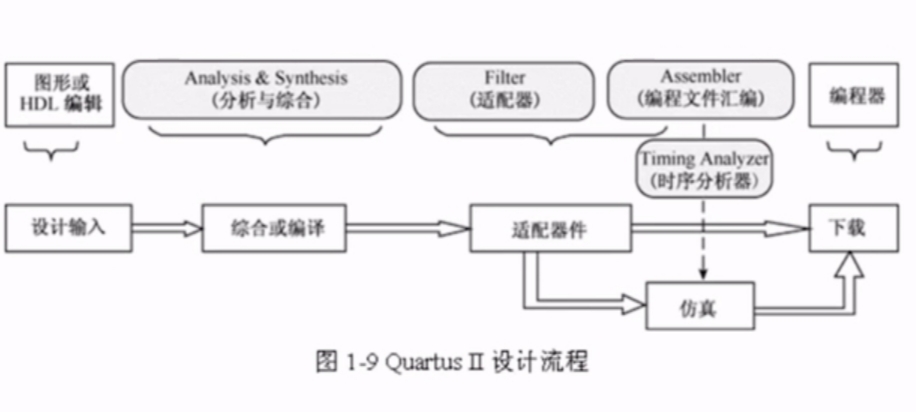 图形或
HDL 编辑
Analysis & Synthesis
(分析与综合)
Filter
(适配器)
Assembler
(编程文件汇编)
编程器
Timing Analyzer
(时序分析器)
设计输入
综合或编译
适配器件
下载
仿真
图 1-9 Quartus II 设计流程